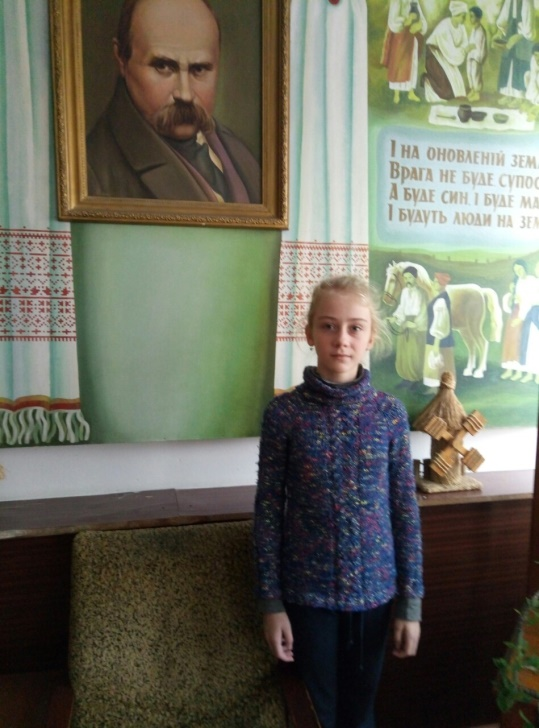 І НА ОНОВЛЕНІЙ
ВРАГА НЕ БУДЕ
А БУДЕ СИН, І БУДЕ
І БУДУТЬ ЛЮДИ НА